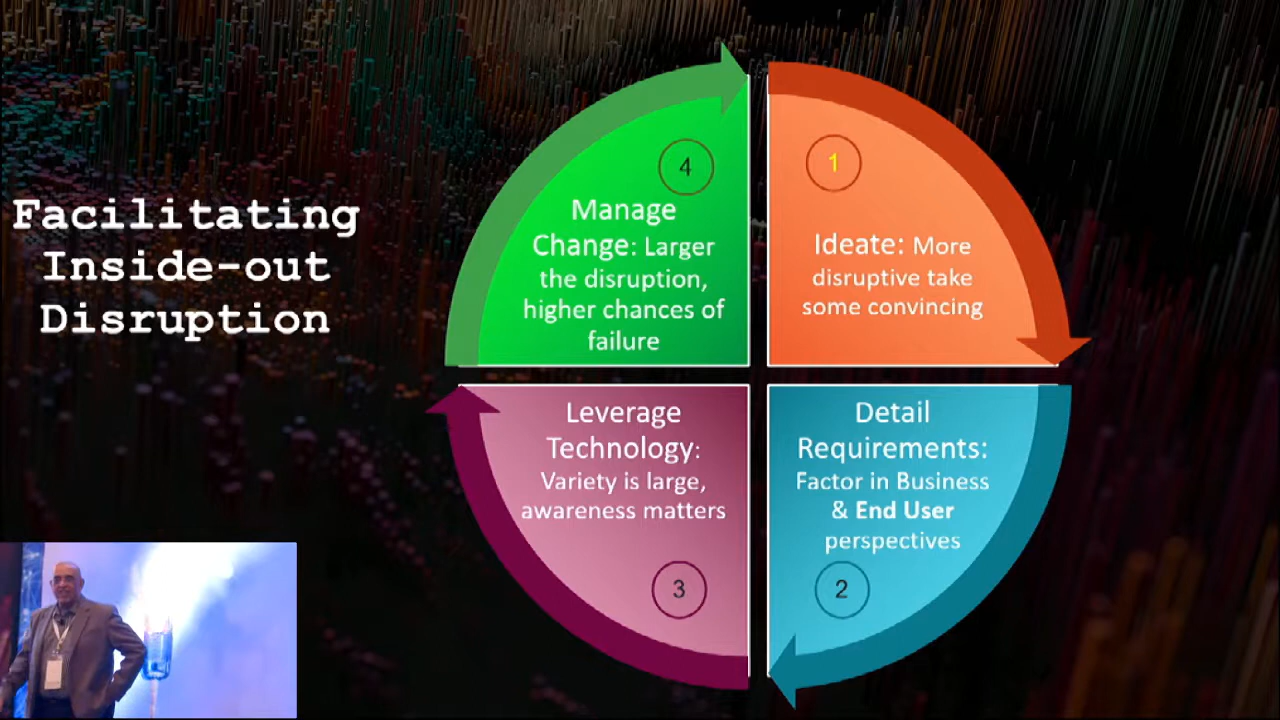 Facilitating
Inside-out
Disruption
1
Ideate: More
disruptive take
some convincing
Detail
Requirements:
Factor in Business
& End User
perspectives
2
Leverage
Technology:
Variety is large,
awareness matters
3
4
Manage
Change: Larger
the disruption,
higher chances of
failure